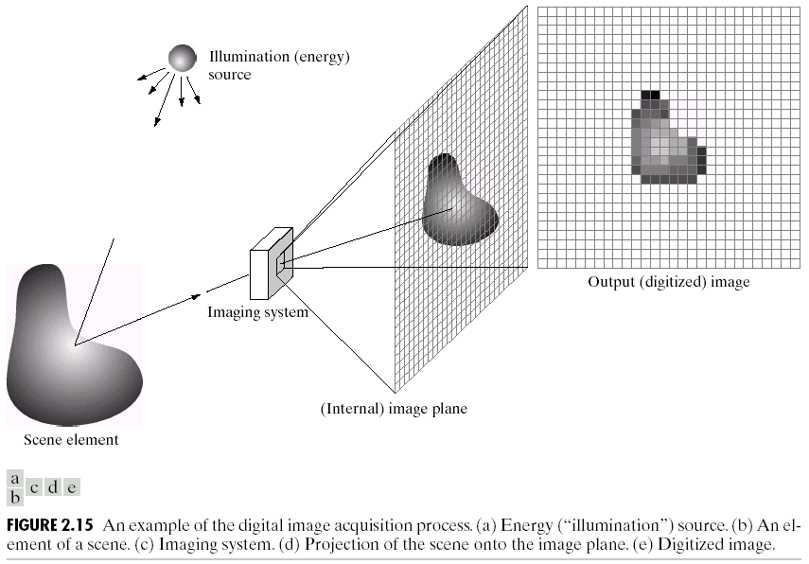 Illumination (energy)
source
Output (digitized) image
Imaging system
(Internal) image plane
Scene element
a
b c d e
FIGURE 2.15 An example of the digital image acquisition process. (a) Energy (“illumination”) source. (b) An el-
ement of a scene. (c) Imaging system. (d) Projection of the scene onto the image plane. (e) Digitized image.